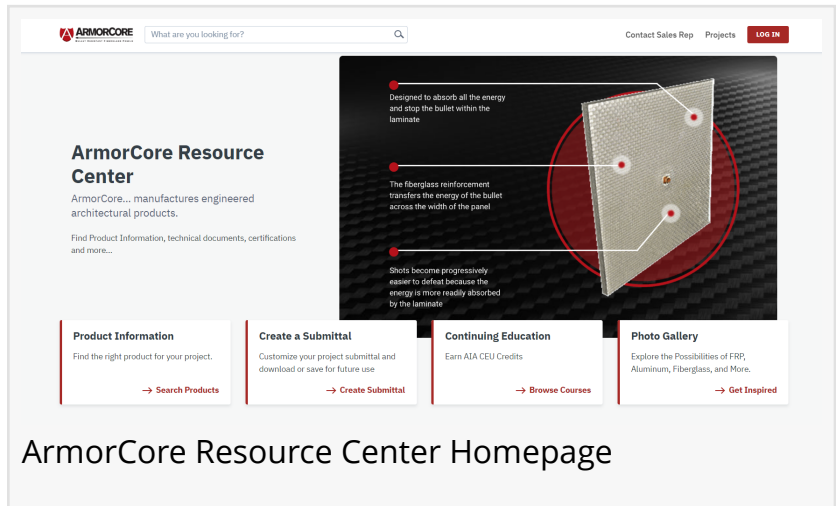 ARMORCORE
BULLET RESISTANT FIBERGLASS PANELS
What are you looking for?
Contact Sales Rep
Projects
LOG IN
ArmorCore Resource
Center
ArmorCore... manufactures engineered
architectural products.
Find Product Information, technical documents, certifications
and more...
Designed to absorb all the energy
and stop the bullet within the
laminate
The fiberglass reinforcement
transfers the energy of the bullet
across the width of the panel
Shots become progressively
easier to defeat because the
energy is more readily absorbed
by the laminate
Product Information
Find the right product for your project.
→ Search Products
Create a Submittal
Customize your project submittal and
download or save for future use
→ Create Submittal
Continuing Education
Earn AIA CEU Credits
→ Browse Courses
Photo Gallery
Explore the Possibilities of FRP,
Aluminum, Fiberglass, and More.
→ Get Inspired
ArmorCore Resource Center Homepage